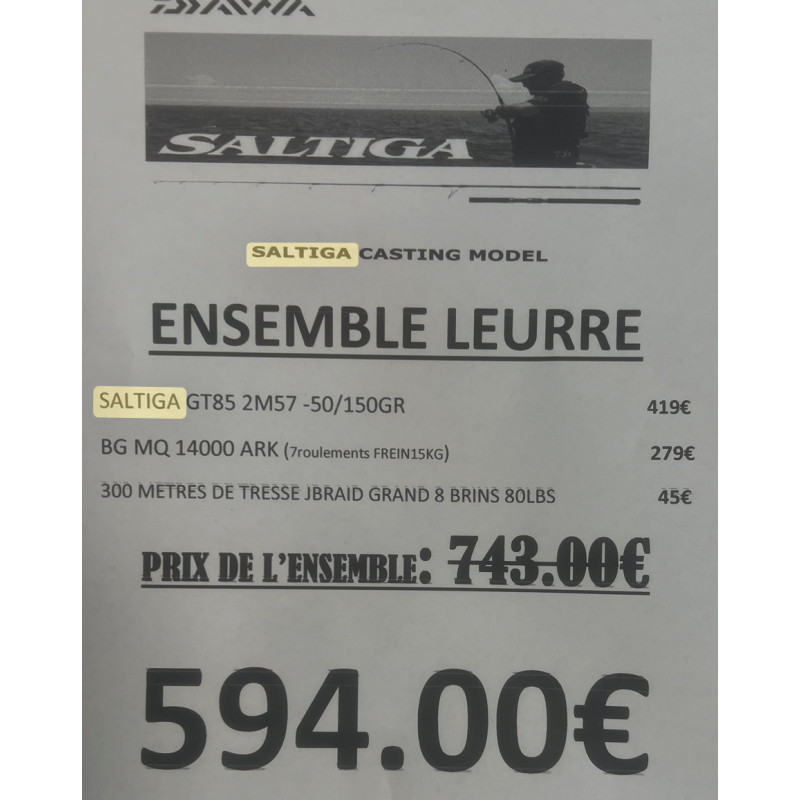 DAIWA
SALTIGA
SALTIGA CASTING MODEL
ENSEMBLE LEURRE
SALTIGA GT85 2M57 -50/150GR 419€
BG MQ 14000 ARK (7roulements FREIN15KG) 279€
300 METRES DE TRESSE JBRAID GRAND 8 BRINS 80LBS 45€
PRIX DE L'ENSEMBLE: 743.00€
594.00€